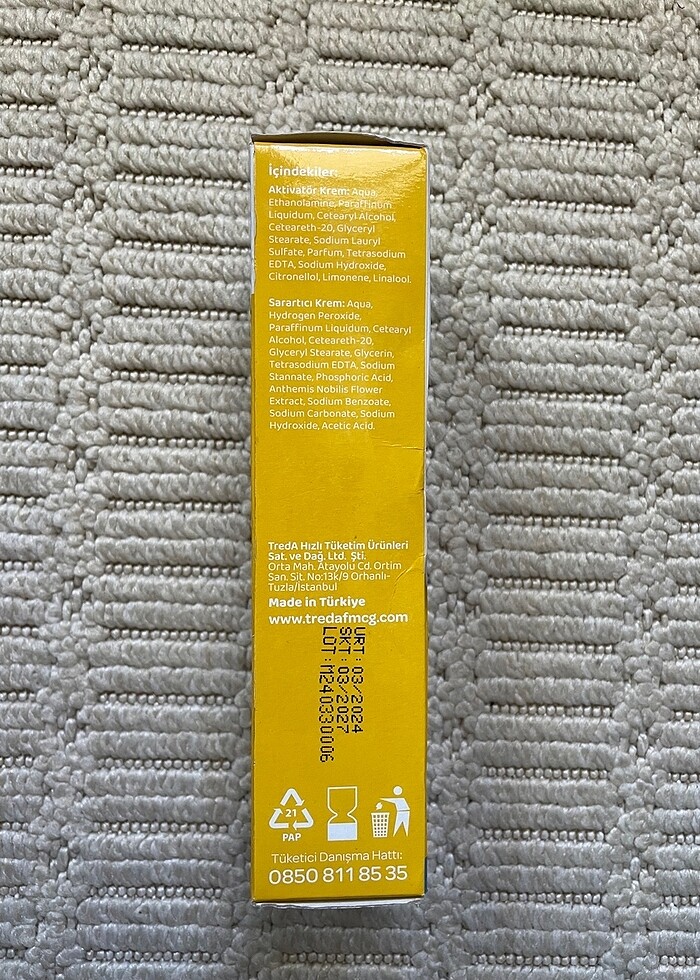 İçindekiler:
Aktivatör Krem: Aqua,
Ethanolamine, Paraffinum
Liquidum, Cetearyl Alcohol,
Ceteareth-20, Glyceryl
Stearate, Sodium Lauryl
Sulfate, Parfum, Tetrasodium
EDTA, Sodium Hydroxide,
Citronellol, Limonene, Linalool.
Sarartıcı Krem: Aqua,
Hydrogen Peroxide,
Paraffinum Liquidum, Cetearyl
Alcohol, Ceteareth-20,
Glyceryl Stearate, Glycerin,
Tetrasodium EDTA, Sodium
Stannate, Phosphoric Acid,
Anthemis Nobilis Flower
Extract, Sodium Benzoate,
Sodium Carbonate, Sodium
Hydroxide, Acetic Acid.
TredA Hızlı Tüketim Ürünleri
Sat. ve Dağ. Ltd. Şti.
Orta Mah. Atayolu Cd. Ortim
San. Sit. No:13k/9 Orhanlı-
Tuzla/İstanbul
Made in Türkiye
www.tredafmcg.com
URT: 03/2024
SKT: 03/2027
LOT: M240330006
21
PAP
Tüketici Danışma Hattı:
0850 811 85 35